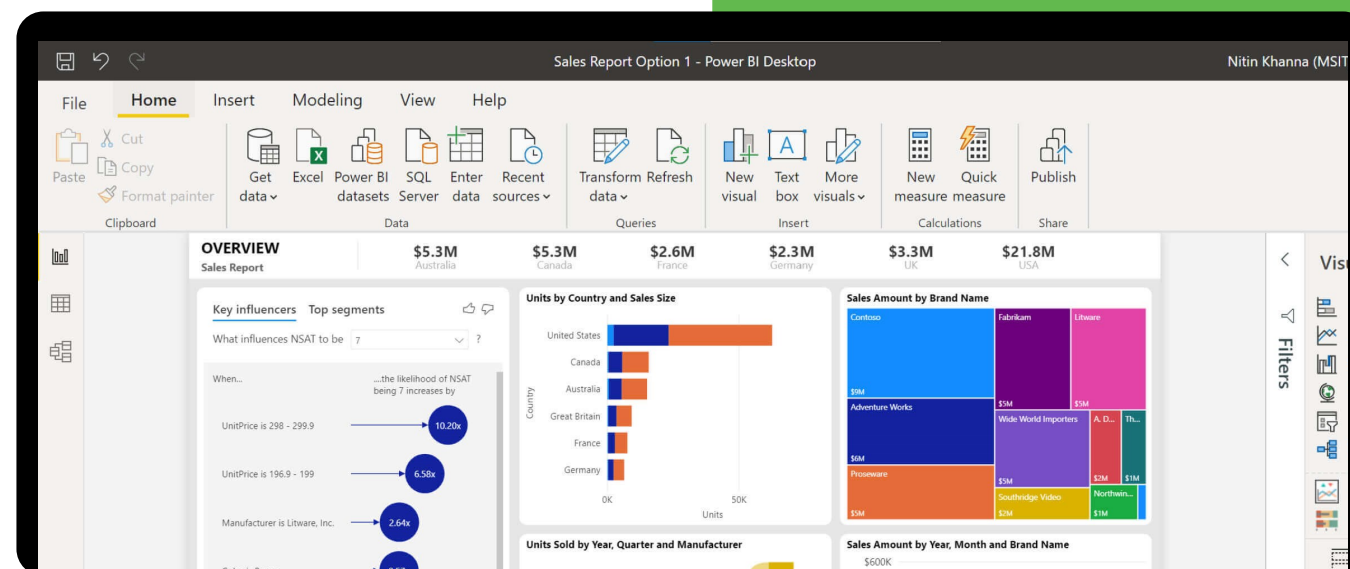 Sales Report Option 1 - Power BI Desktop
Nitin Khanna (MSIT
File Home Insert Modeling View Help
Paste
Cut
Copy
Format painter
Get data
Excel
Power BI datasets
SQL Server
Enter data
Recent sources
Transform data
Refresh
New visual
Text box
More visuals
New measure
Quick measure
Publish
Clipboard
Data
Queries
Insert
Calculations
Share
OVERVIEW
Sales Report
$5.3M
Australia
$5.3M
Canada
$2.6M
France
$2.3M
Germany
$3.3M
UK
$21.8M
USA
Key influencers Top segments
What influences NSAT to be 7 ?
When...
....the likelihood of NSAT
being 7 increases by
UnitPrice is 298 - 299.9
10.20x
UnitPrice is 196.9 - 199
6.58x
Manufacturer is Litware, Inc.
2.64x
Units by Country and Sales Size
Country
United States
Canada
Australia
Great Britain
France
Germany
0K 50K
Units
Sales Amount by Brand Name
Contoso
$9M
Fabrikam
$5M
Litware
$5M
Adventure Works
$6M
Wide World Importers
$5M
A. D...
$2M
Th...
$1M
Proseware
$5M
Southridge Video
$2M
Northwin...
$1M
Units Sold by Year, Quarter and Manufacturer
Sales Amount by Year, Month and Brand Name
$600K
Filters
Visu